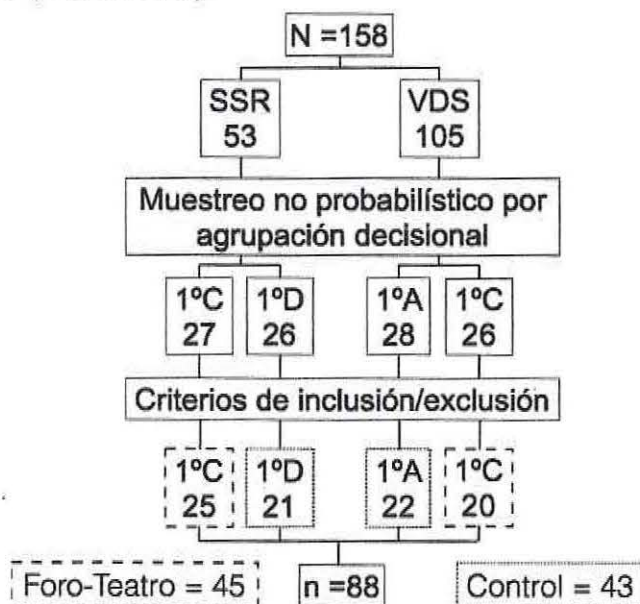 N =158
SSR
53
VDS
105
Muestreo no probabilístico por
agrupación decisional
1ºC
27
1ºD
26
1ºA
28
1ºC
26
Criterios de inclusión/exclusión
1ºC
25
1ºD
21
1ºA
22
1ºC
20
Foro-Teatro = 45
n =88
Control = 43